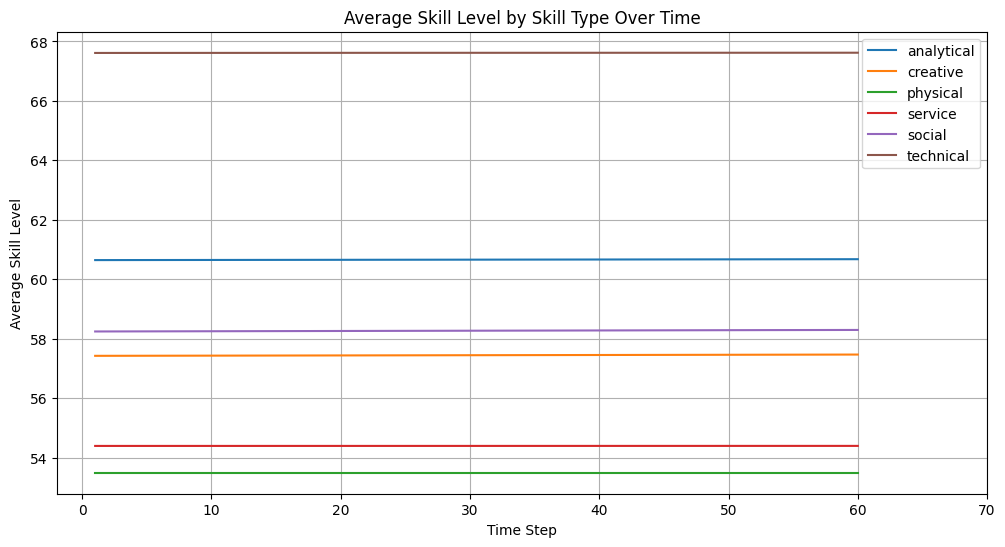 Average Skill Level by Skill Type Over Time
Average Skill Level
68
66
64
62
60
58
56
54
0 10 20 30 40 50 60 70
Time Step
analytical
creative
physical
service
social
technical